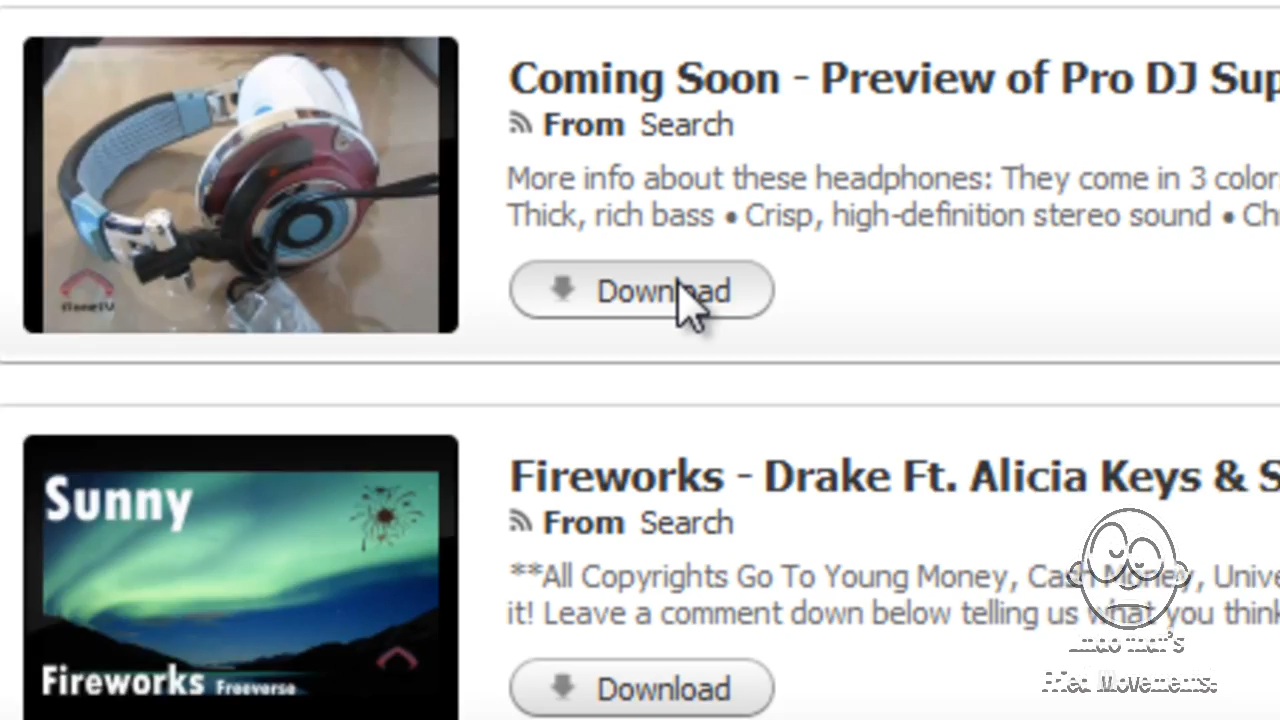 Coming Soon - Preview of Pro DJ Sup
From Search
More info about these headphones: They come in 3 colors
Thick, rich bass • Crisp, high-definition stereo sound • Ch
Download
Sunny
Fireworks Freeverse
Fireworks - Drake Ft. Alicia Keys & S
From Search
**All Copyrights Go To Young Money, Cash Money, Unive
it! Leave a comment down below telling us what you think
Download